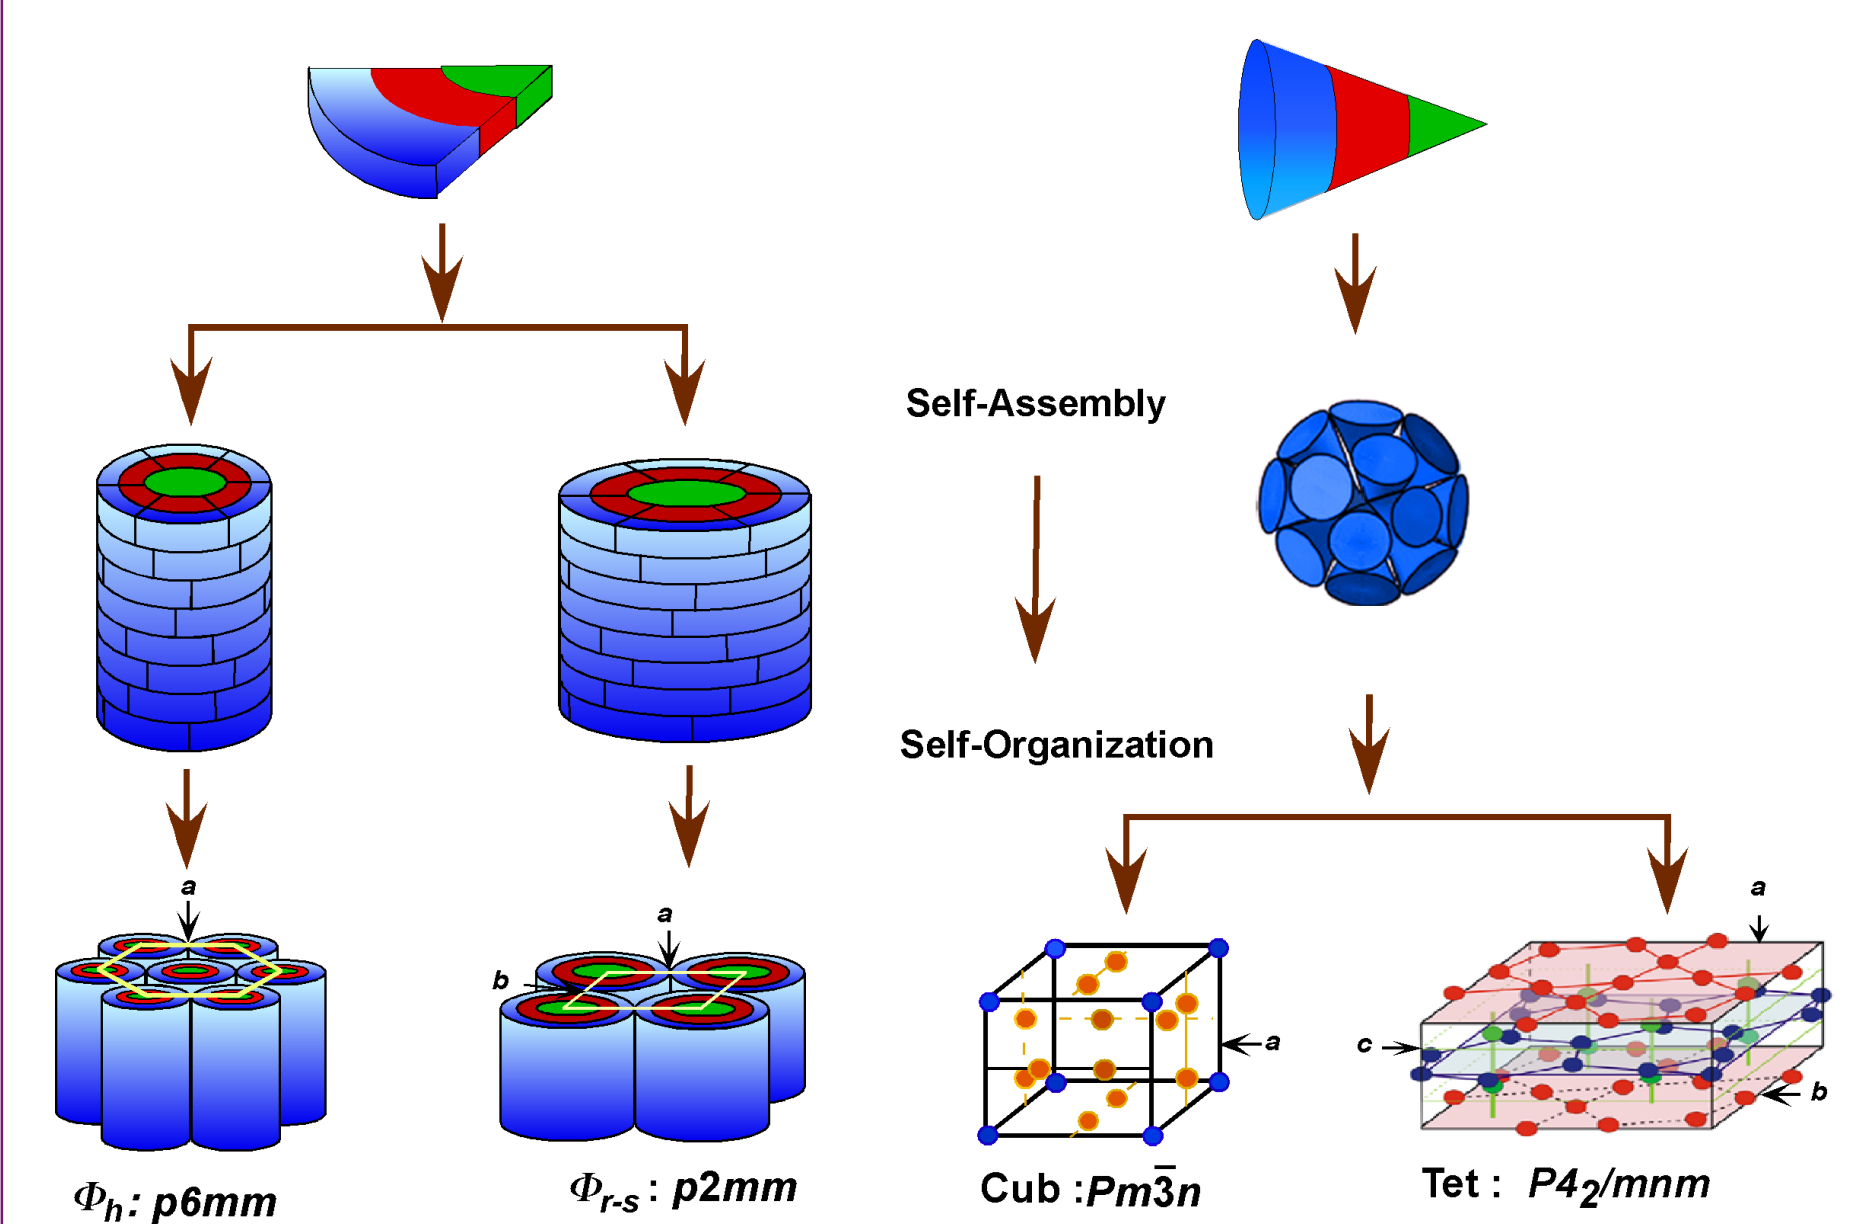 Self-Assembly
Self-Organization
a
a
b
a
a
c
b
Φh: p6mm
Φr-s: p2mm
Cub :Pm3̅n
Tet : P42/mnm